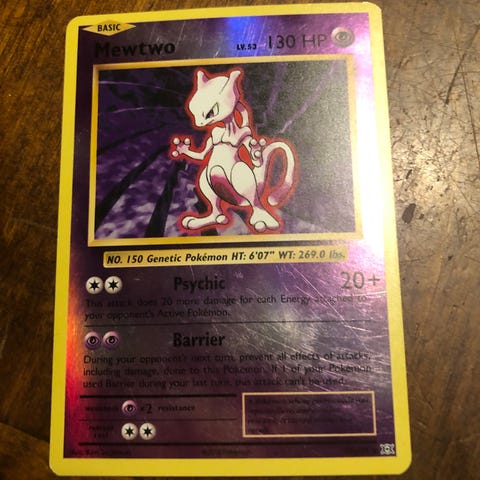 BASIC
Mewtwo LV.53 130 HP
NO. 150 Genetic Pokémon HT: 6'07" WT: 269.0 lbs.
Psychic 20+
This attack does 20 more damage for each Energy attached to
your opponent's Active Pokémon.
Barrier
During your opponent's next turn, prevent all effects of attacks,
including damage, done to this Pokémon. If 1 of your Pokémon
used Barrier during your last turn, this attack can't be used.
weakness ×2 resistance
retreat
cost